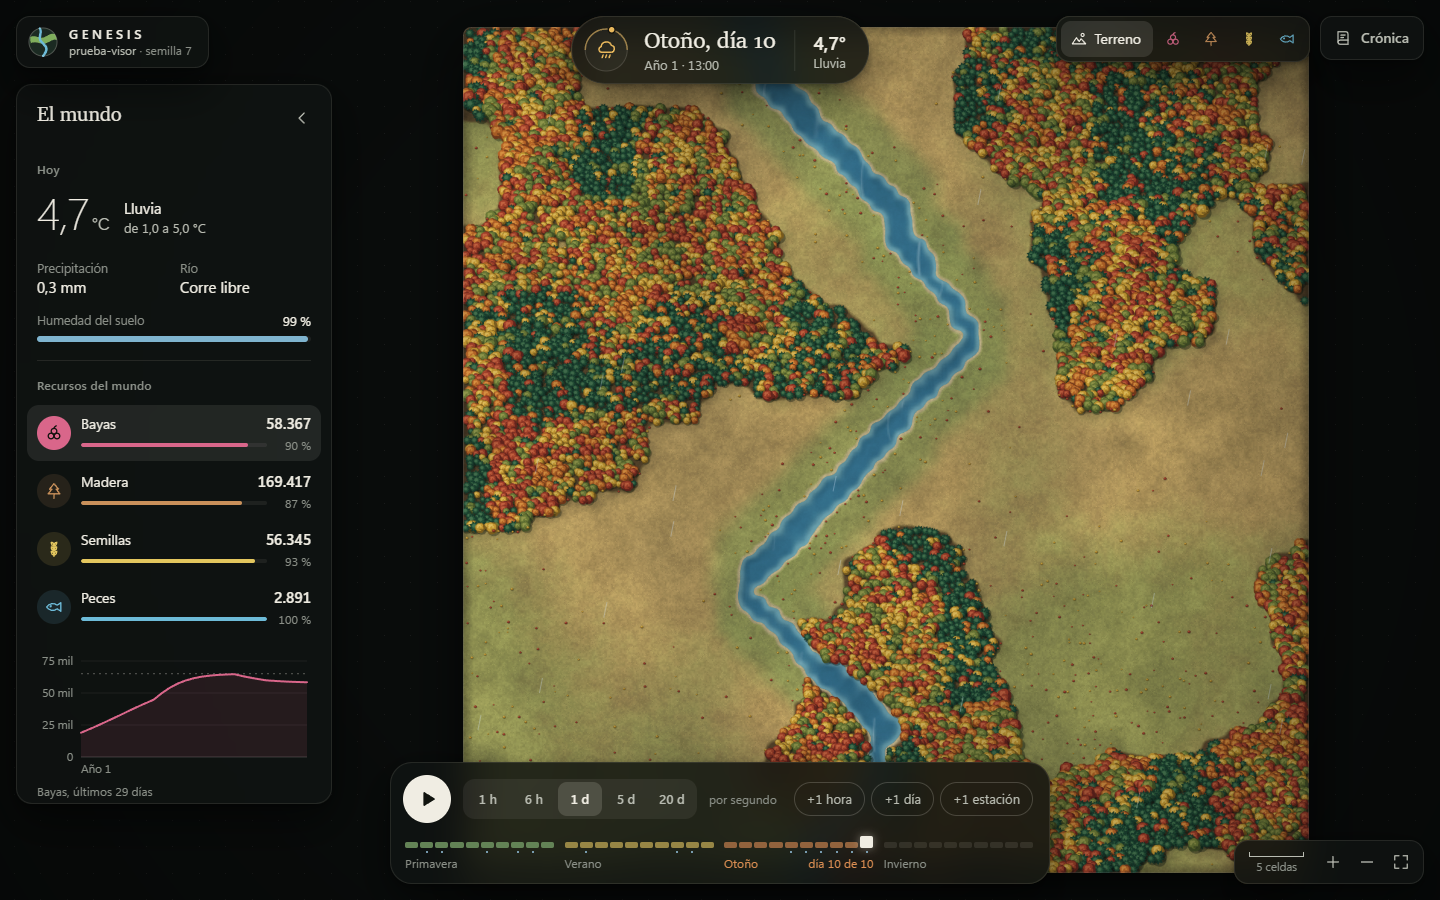 GENESIS
prueba-visor · semilla 7
Otoño, día 10
Año 1 · 13:00
4,7°
Lluvia
Terreno
Crónica
El mundo
Hoy
4,7 °C
Lluvia
de 1,0 a 5,0 °C
Precipitación
0,3 mm
Río
Corre libre
Humedad del suelo 99 %
Recursos del mundo
Bayas 58.367
90 %
Madera 169.417
87 %
Semillas 56.345
93 %
Peces 2.891
100 %
75 mil
50 mil
25 mil
0
Año 1
Bayas, últimos 29 días
1 h 6 h 1 d 5 d 20 d por segundo +1 hora +1 día +1 estación
Primavera Verano Otoño día 10 de 10 Invierno
5 celdas